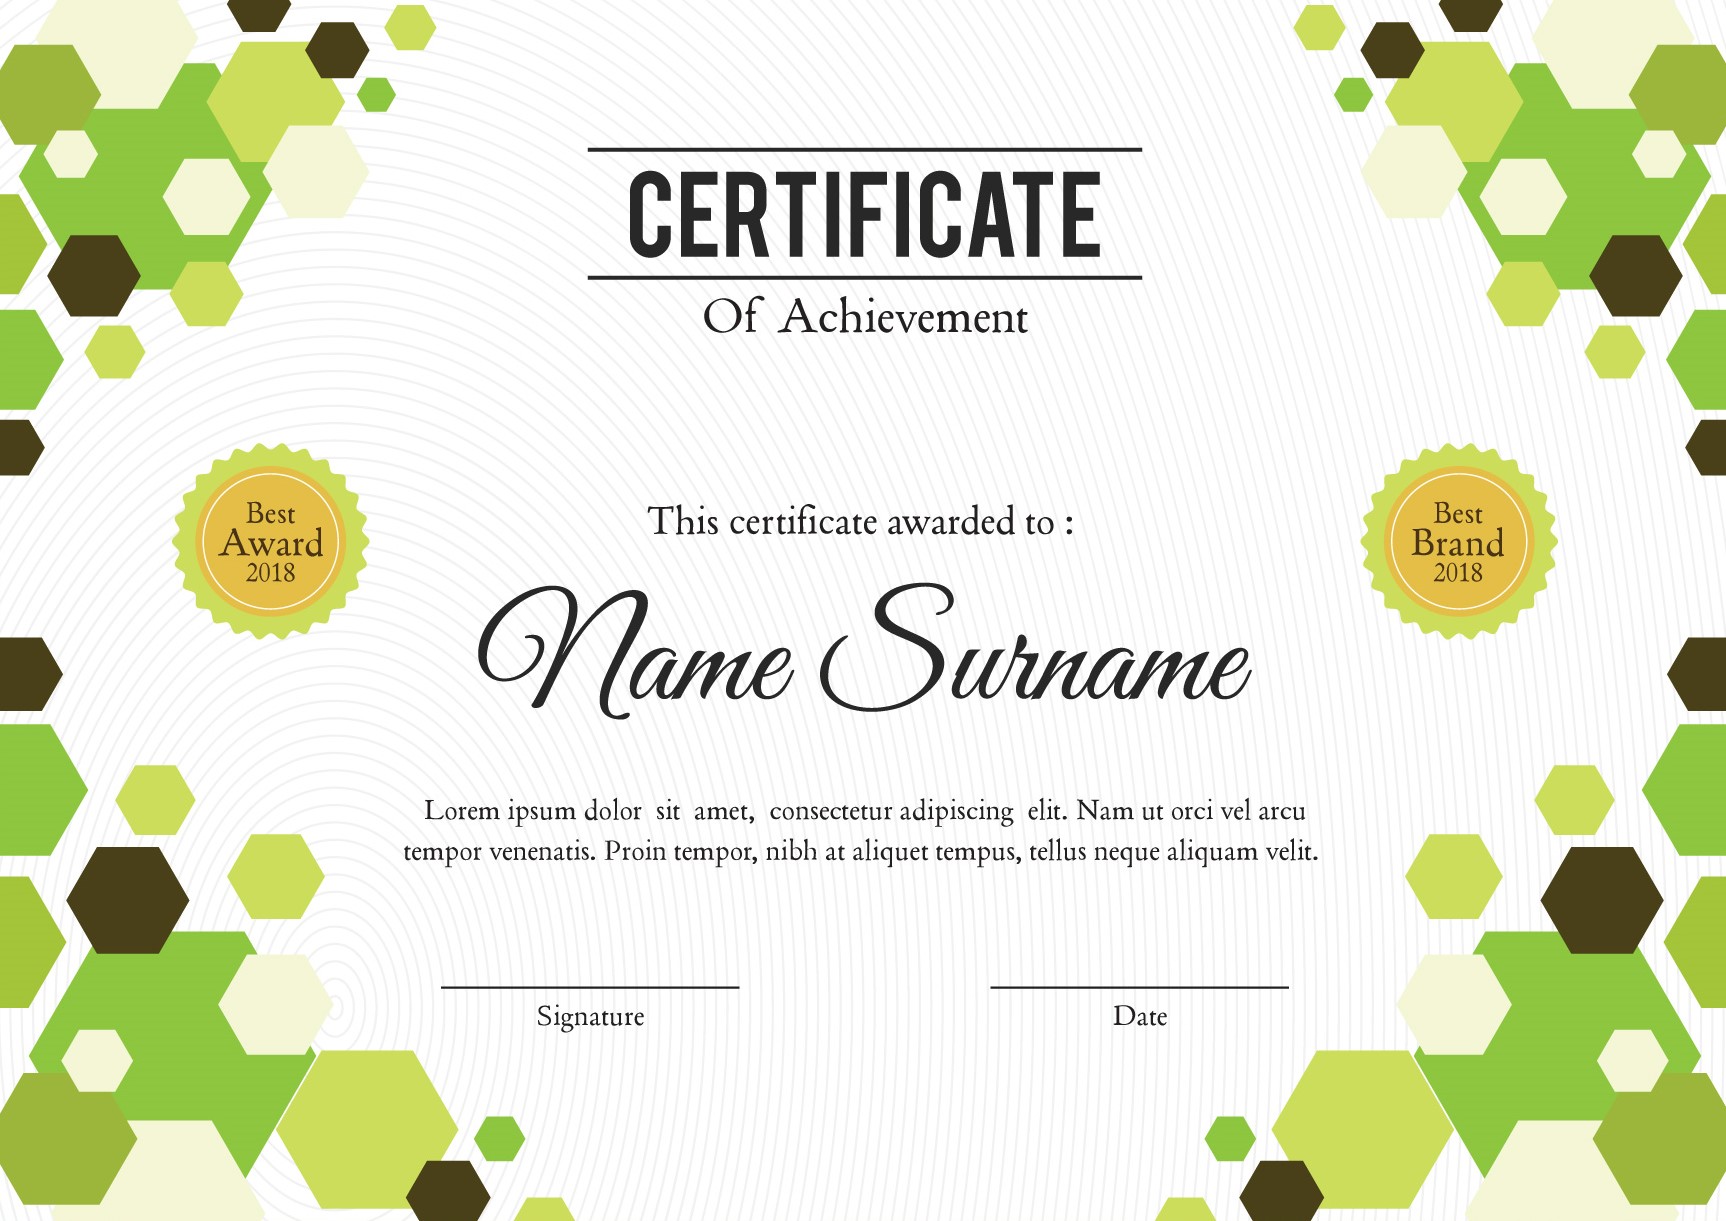 CERTIFICATE
Of Achievement
Best
Award
2018
Best
Brand
2018
This certificate awarded to :
Name Surname
Lorem ipsum dolor sit amet, consectetur adipiscing elit. Nam ut orci vel arcu
tempor venenatis. Proin tempor, nibh at aliquet tempus, tellus neque aliquam velit.
Signature
Date